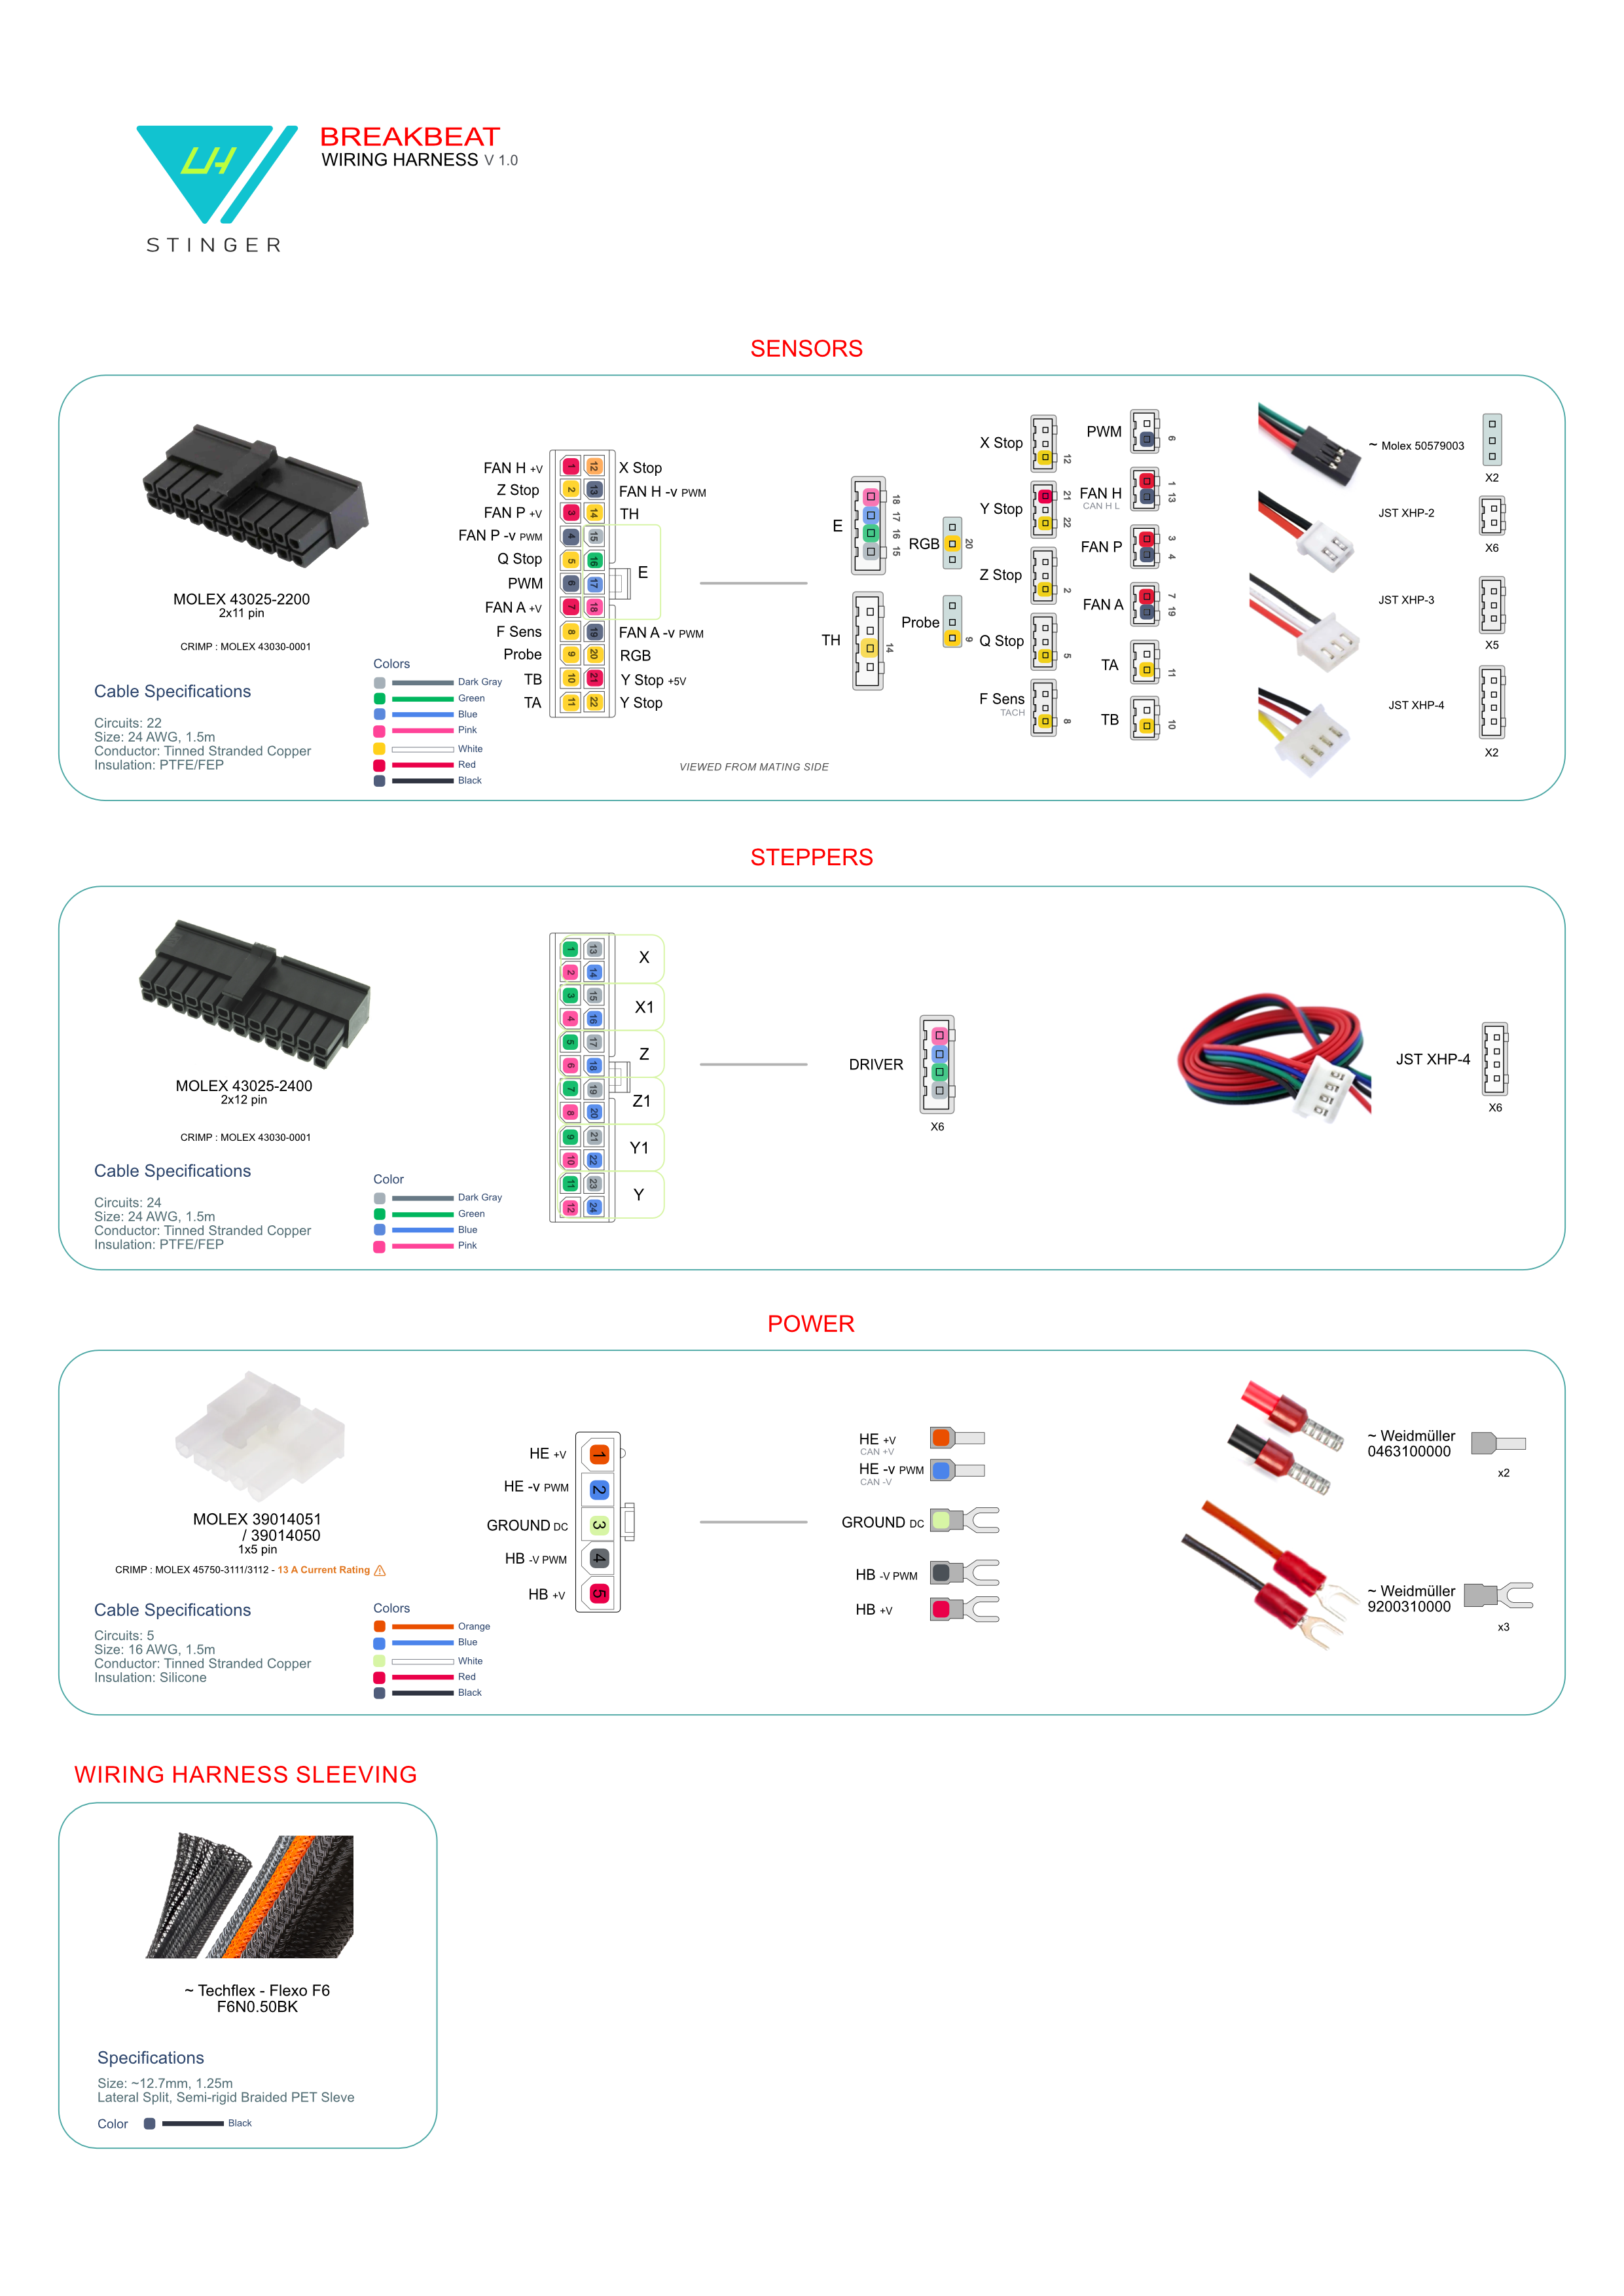 UH
STINGER
BREAKBEAT
WIRING HARNESS V 1.0
SENSORS
MOLEX 43025-2200
2x11 pin
CRIMP : MOLEX 43030-0001
Cable Specifications
Circuits: 22
Size: 24 AWG, 1.5m
Conductor: Tinned Stranded Copper
Insulation: PTFE/FEP
Colors
Dark Gray
Green
Blue
Pink
White
Red
Black
FAN H +V 1 12 X Stop
Z Stop 2 13 FAN H -v PWM
FAN P +V 3 14 TH
FAN P -v PWM 4 15
Q Stop 5 16
PWM 6 17
E
FAN A +V 7 18
F Sens 8 19 FAN A -v PWM
Probe 9 20 RGB
TB 10 21 Y Stop +5V
TA 11 22 Y Stop
VIEWED FROM MATING SIDE
E 18 17 16 15
TH 14
RGB 20
Probe 9
X Stop 12
Y Stop 21 22
Z Stop 2
Q Stop 5
F Sens 8
TACH
PWM 6
FAN H 1 13
CAN H L
FAN P 3 4
FAN A 7 19
TA 11
TB 10
~ Molex 50579003
X2
JST XHP-2
X6
JST XHP-3
X5
JST XHP-4
X2
STEPPERS
MOLEX 43025-2400
2x12 pin
CRIMP : MOLEX 43030-0001
Cable Specifications
Circuits: 24
Size: 24 AWG, 1.5m
Conductor: Tinned Stranded Copper
Insulation: PTFE/FEP
Color
Dark Gray
Green
Blue
Pink
1 13
X
2 14
3 15
X1
4 16
5 17
Z
6 18
7 19
Z1
8 20
9 21
Y1
10 22
11 23
Y
12 24
DRIVER
X6
JST XHP-4
X6
POWER
MOLEX 39014051
/ 39014050
1x5 pin
CRIMP : MOLEX 45750-3111/3112 - 13 A Current Rating
Cable Specifications
Circuits: 5
Size: 16 AWG, 1.5m
Conductor: Tinned Stranded Copper
Insulation: Silicone
Colors
Orange
Blue
White
Red
Black
HE +V 1
HE -v PWM 2
GROUND DC 3
HB -V PWM 4
HB +V 5
HE +V
CAN +V
HE -v PWM
CAN -V
GROUND DC
HB -V PWM
HB +V
~ Weidmüller
0463100000
x2
~ Weidmüller
9200310000
x3
WIRING HARNESS SLEEVING
~ Techflex - Flexo F6
F6N0.50BK
Specifications
Size: ~12.7mm, 1.25m
Lateral Split, Semi-rigid Braided PET Sleve
Color Black